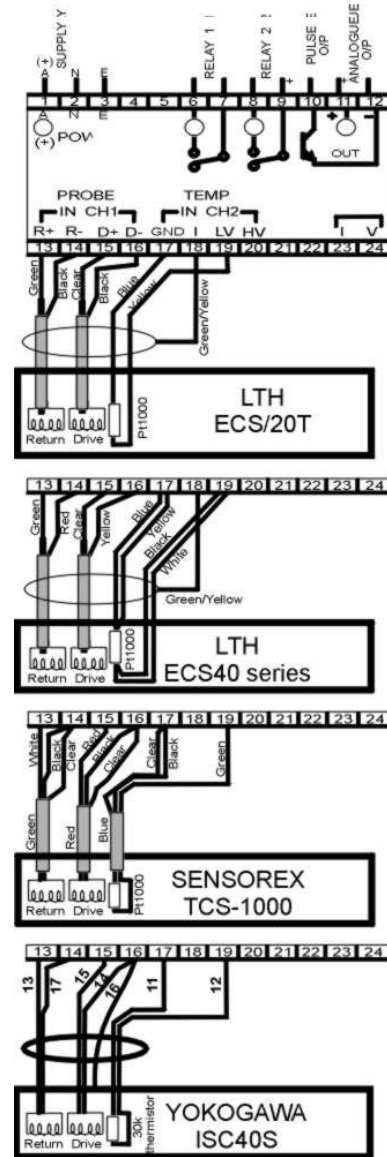 (+) SUPPLY Y
RELAY 1
RELAY 2
PULSE E O/P
ANALOGUEJE O/P
A N E + +
1 2 3 4 5 6 7 8 9 10 11 12
A N E + -
(+) POW OUT
PROBE TEMP
IN CH1 IN CH2
R+ R- D+ D- GND I LV HV I V
13 14 15 16 17 18 19 20 21 22 23 24
Green Black Clear Black Blue Yellow Green/Yellow
Pt1000
LTH
ECS/20T
Return Drive
13 14 15 16 17 18 19 20 21 22 23 24
Green Red Clear Yellow Blue Yellow Black White
Green/Yellow
Pt1000
LTH
ECS40 series
Return Drive
13 14 15 16 17 18 19 20 21 22 23 24
White Black Clear Red Black Clear Clear Black Green
Green Red Blue
Pt1000
SENSOREX
TCS-1000
Return Drive
13 14 15 16 17 18 19 20 21 22 23 24
13 17 15 14 16 11 12
30k thermistor
YOKOGAWA
ISC40S
Return Drive